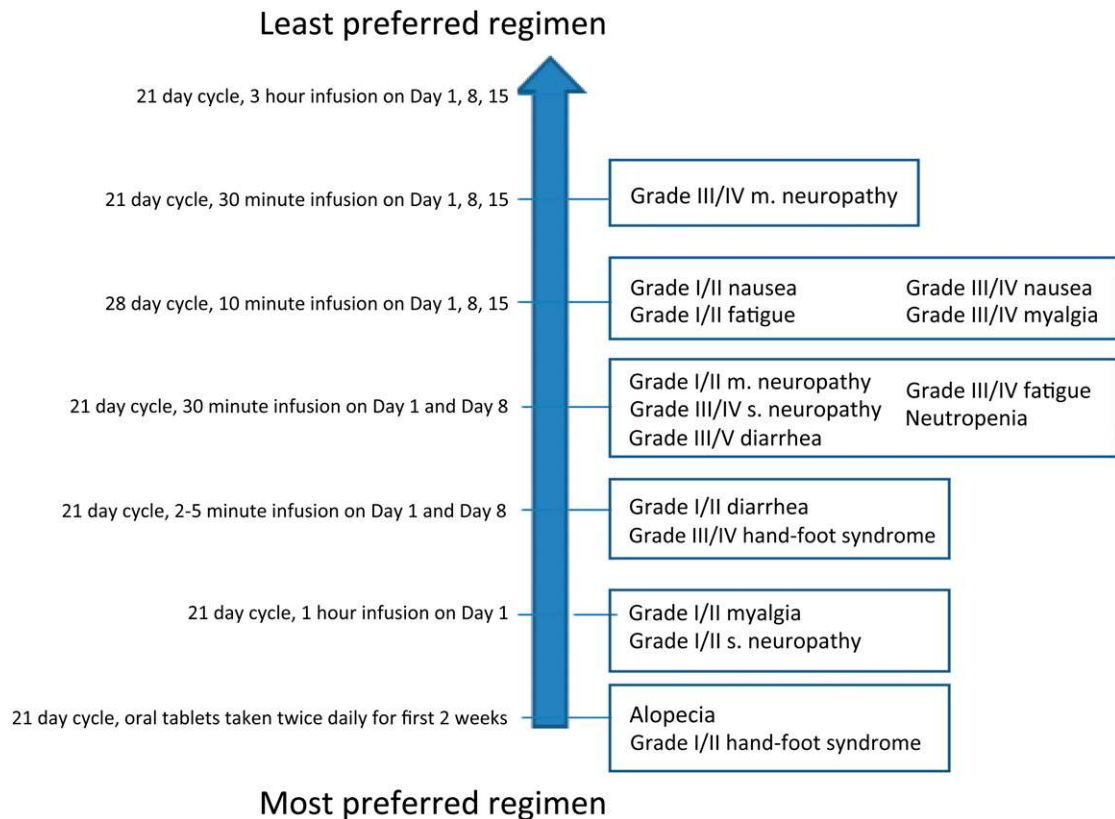 Least preferred regimen
21 day cycle, 3 hour infusion on Day 1, 8, 15
21 day cycle, 30 minute infusion on Day 1, 8, 15
Grade III/IV m. neuropathy
28 day cycle, 10 minute infusion on Day 1, 8, 15
Grade I/II nausea
Grade I/II fatigue
Grade III/IV nausea
Grade III/IV myalgia
21 day cycle, 30 minute infusion on Day 1 and Day 8
Grade I/II m. neuropathy
Grade III/IV s. neuropathy
Grade III/V diarrhea
Grade III/IV fatigue
Neutropenia
21 day cycle, 2-5 minute infusion on Day 1 and Day 8
Grade I/II diarrhea
Grade III/IV hand-foot syndrome
21 day cycle, 1 hour infusion on Day 1
Grade I/II myalgia
Grade I/II s. neuropathy
21 day cycle, oral tablets taken twice daily for first 2 weeks
Alopecia
Grade I/II hand-foot syndrome
Most preferred regimen